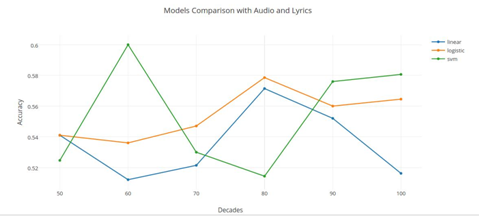 Models Comparison with Audio and Lyrics
linear
logistic
svm
0.6
0.58
0.56
0.54
0.52
Accuracy
50 60 70 80 90 100
Decades